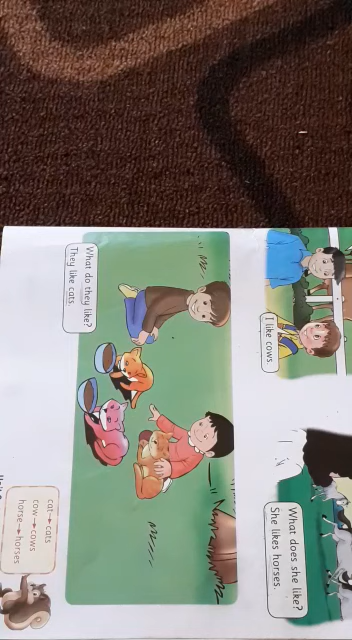 I like cows.
What does she like?
She likes horses.
What do they like?
They like cats
cat→cats
cow→cows
horse→horses